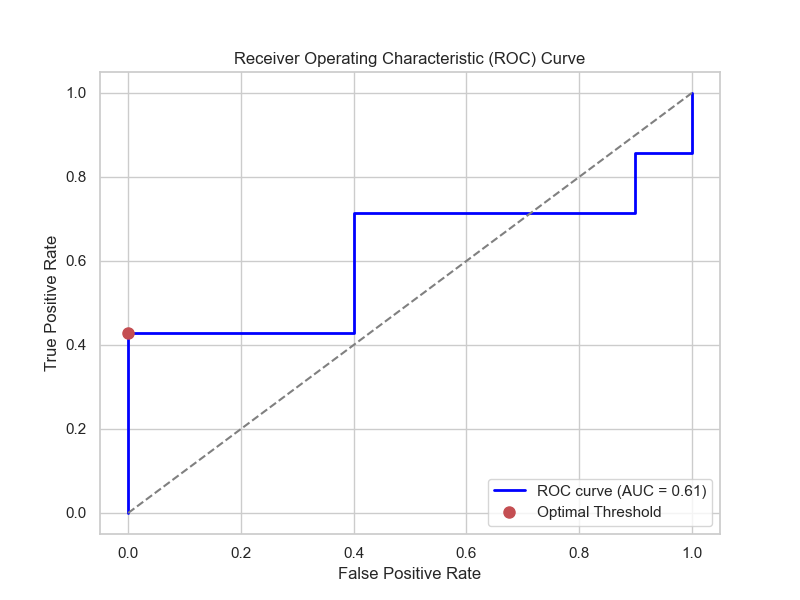 Receiver Operating Characteristic (ROC) Curve
True Positive Rate
1.0
0.8
0.6
0.4
0.2
0.0
0.0 0.2 0.4 0.6 0.8 1.0
False Positive Rate
ROC curve (AUC = 0.61)
Optimal Threshold